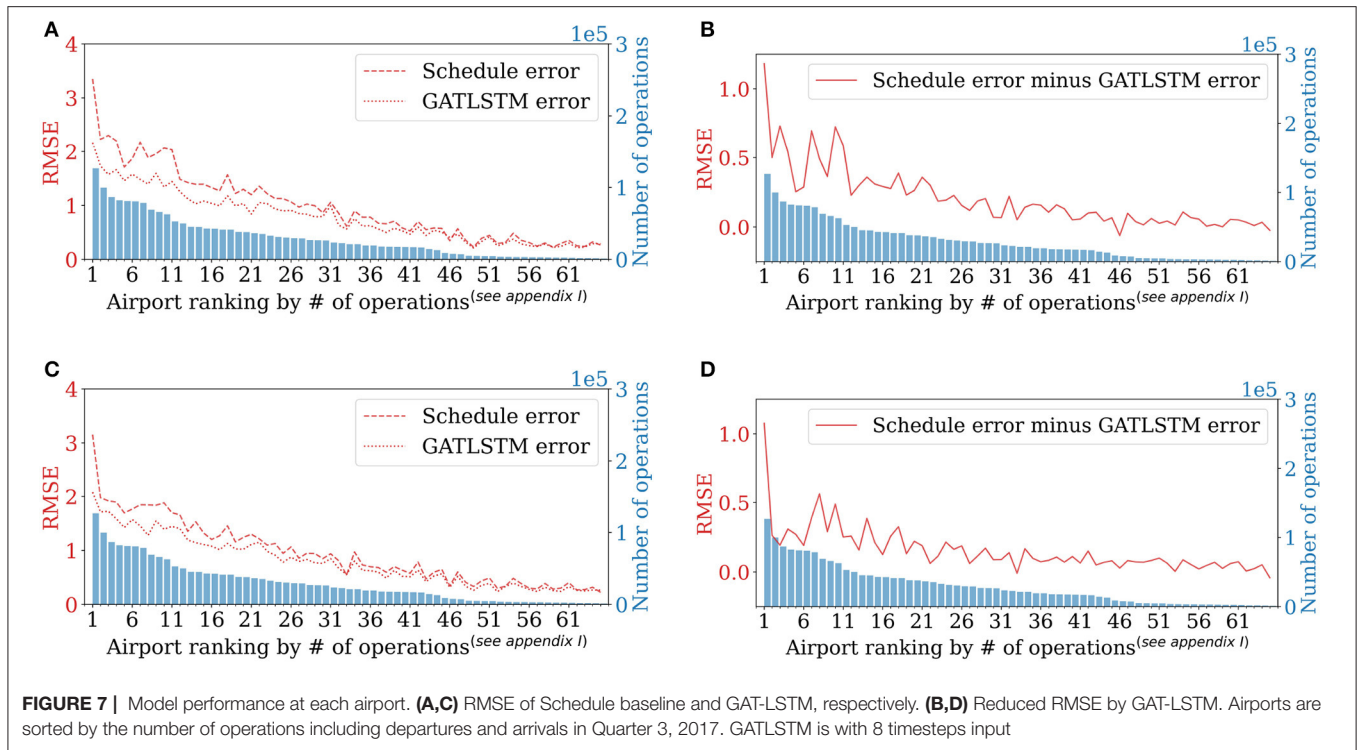 A
1e5
4
3
2
1
0
RMSE
Schedule error
GATLSTM error
3
2
1
0
Number of operations
1 6 11 16 21 26 31 36 41 46 51 56 61
Airport ranking by # of operations(see appendix I)
B
1e5
1.0
0.5
0.0
RMSE
Schedule error minus GATLSTM error
3
2
1
0
Number of operations
1 6 11 16 21 26 31 36 41 46 51 56 61
Airport ranking by # of operations(see appendix I)
C
1e5
4
3
2
1
0
RMSE
Schedule error
GATLSTM error
3
2
1
0
Number of operations
1 6 11 16 21 26 31 36 41 46 51 56 61
Airport ranking by # of operations(see appendix I)
D
1e5
1.0
0.5
0.0
RMSE
Schedule error minus GATLSTM error
3
2
1
0
Number of operations
1 6 11 16 21 26 31 36 41 46 51 56 61
Airport ranking by # of operations(see appendix I)
FIGURE 7 | Model performance at each airport. (A,C) RMSE of Schedule baseline and GAT-LSTM, respectively. (B,D) Reduced RMSE by GAT-LSTM. Airports are
sorted by the number of operations including departures and arrivals in Quarter 3, 2017. GATLSTM is with 8 timesteps input